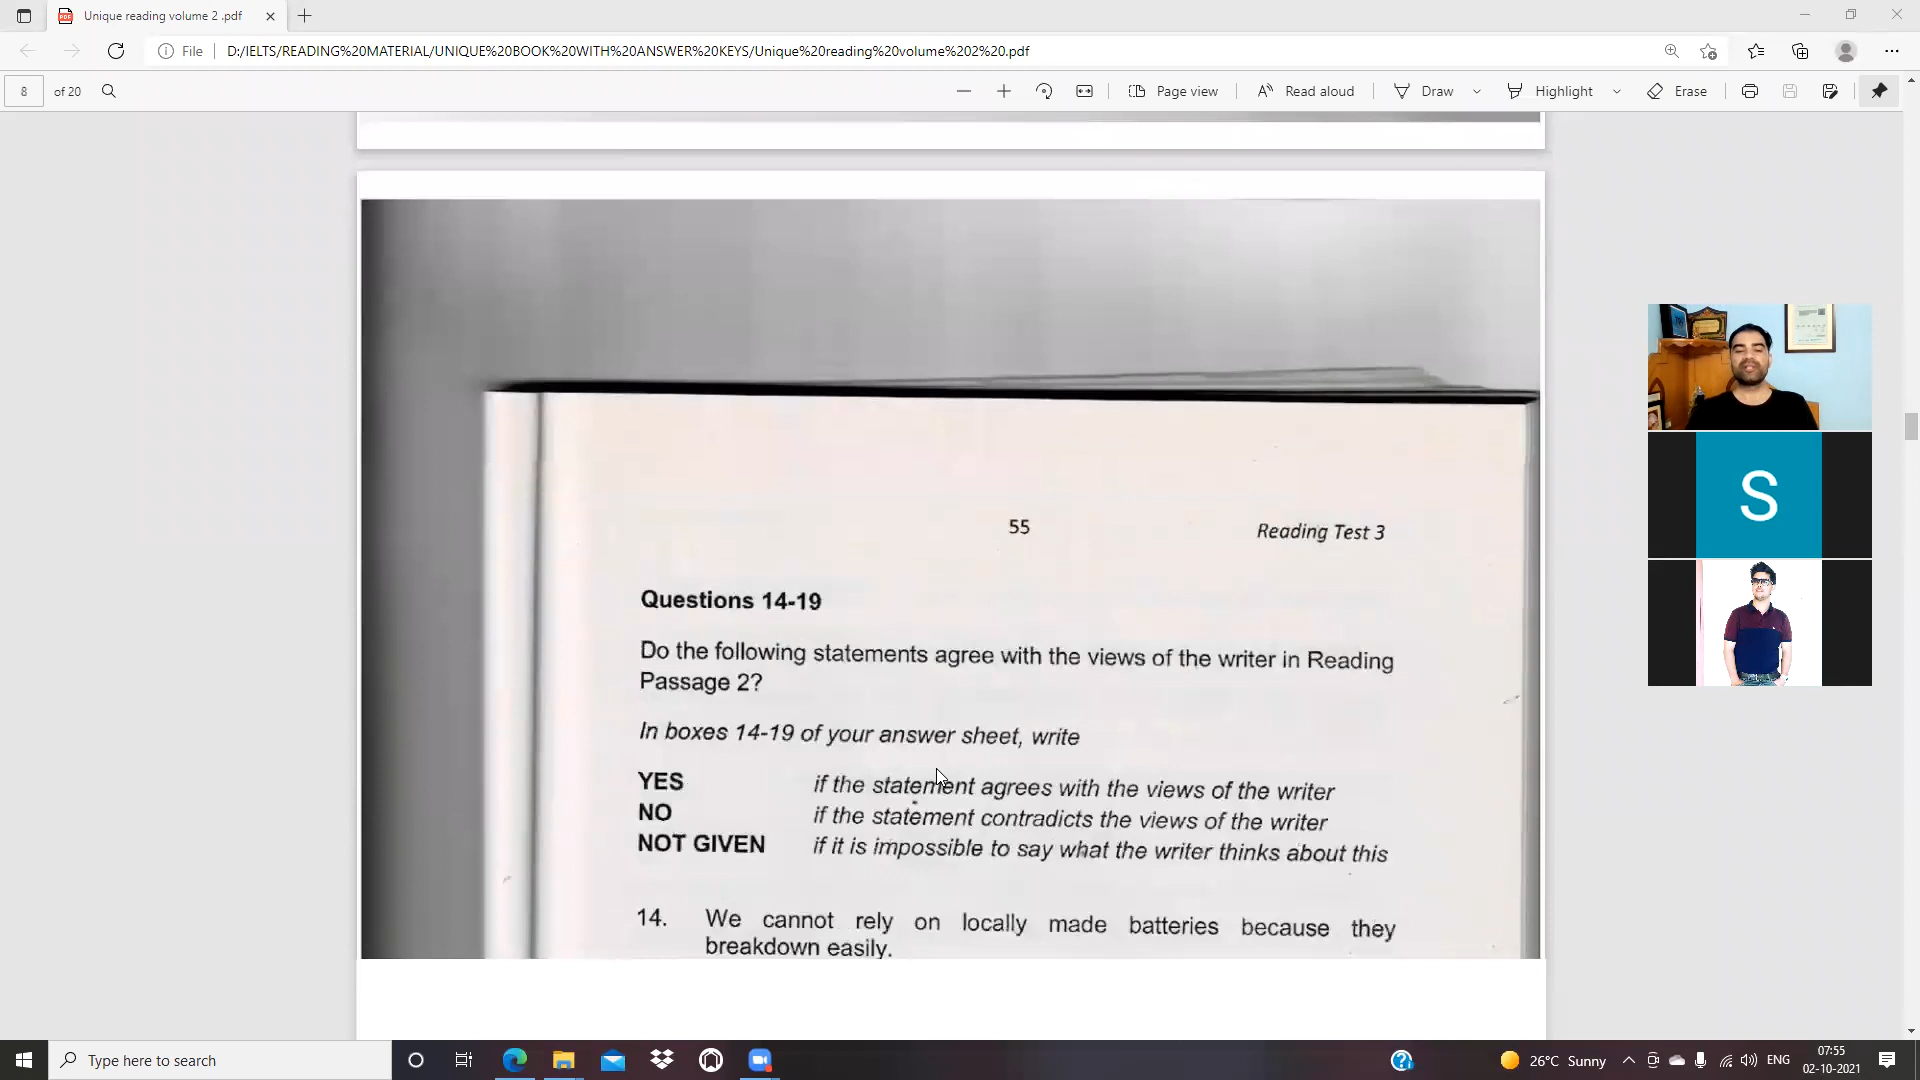 Unique reading volume 2 .pdf
File
D:/IELTS/READING%20MATERIAL/UNIQUE%20BOOK%20WITH%20ANSWER%20KEYS/Unique%20reading%20volume%202%20.pdf
8 of 20
Page view
Read aloud
Draw
Highlight
Erase
55
Reading Test 3
Questions 14-19
Do the following statements agree with the views of the writer in Reading
Passage 2?
In boxes 14-19 of your answer sheet, write
YES if the statement agrees with the views of the writer
NO if the statement contradicts the views of the writer
NOT GIVEN if it is impossible to say what the writer thinks about this
14. We cannot rely on locally made batteries because they
breakdown easily.
S
Type here to search
26°C Sunny
ENG
07:55
02-10-2021